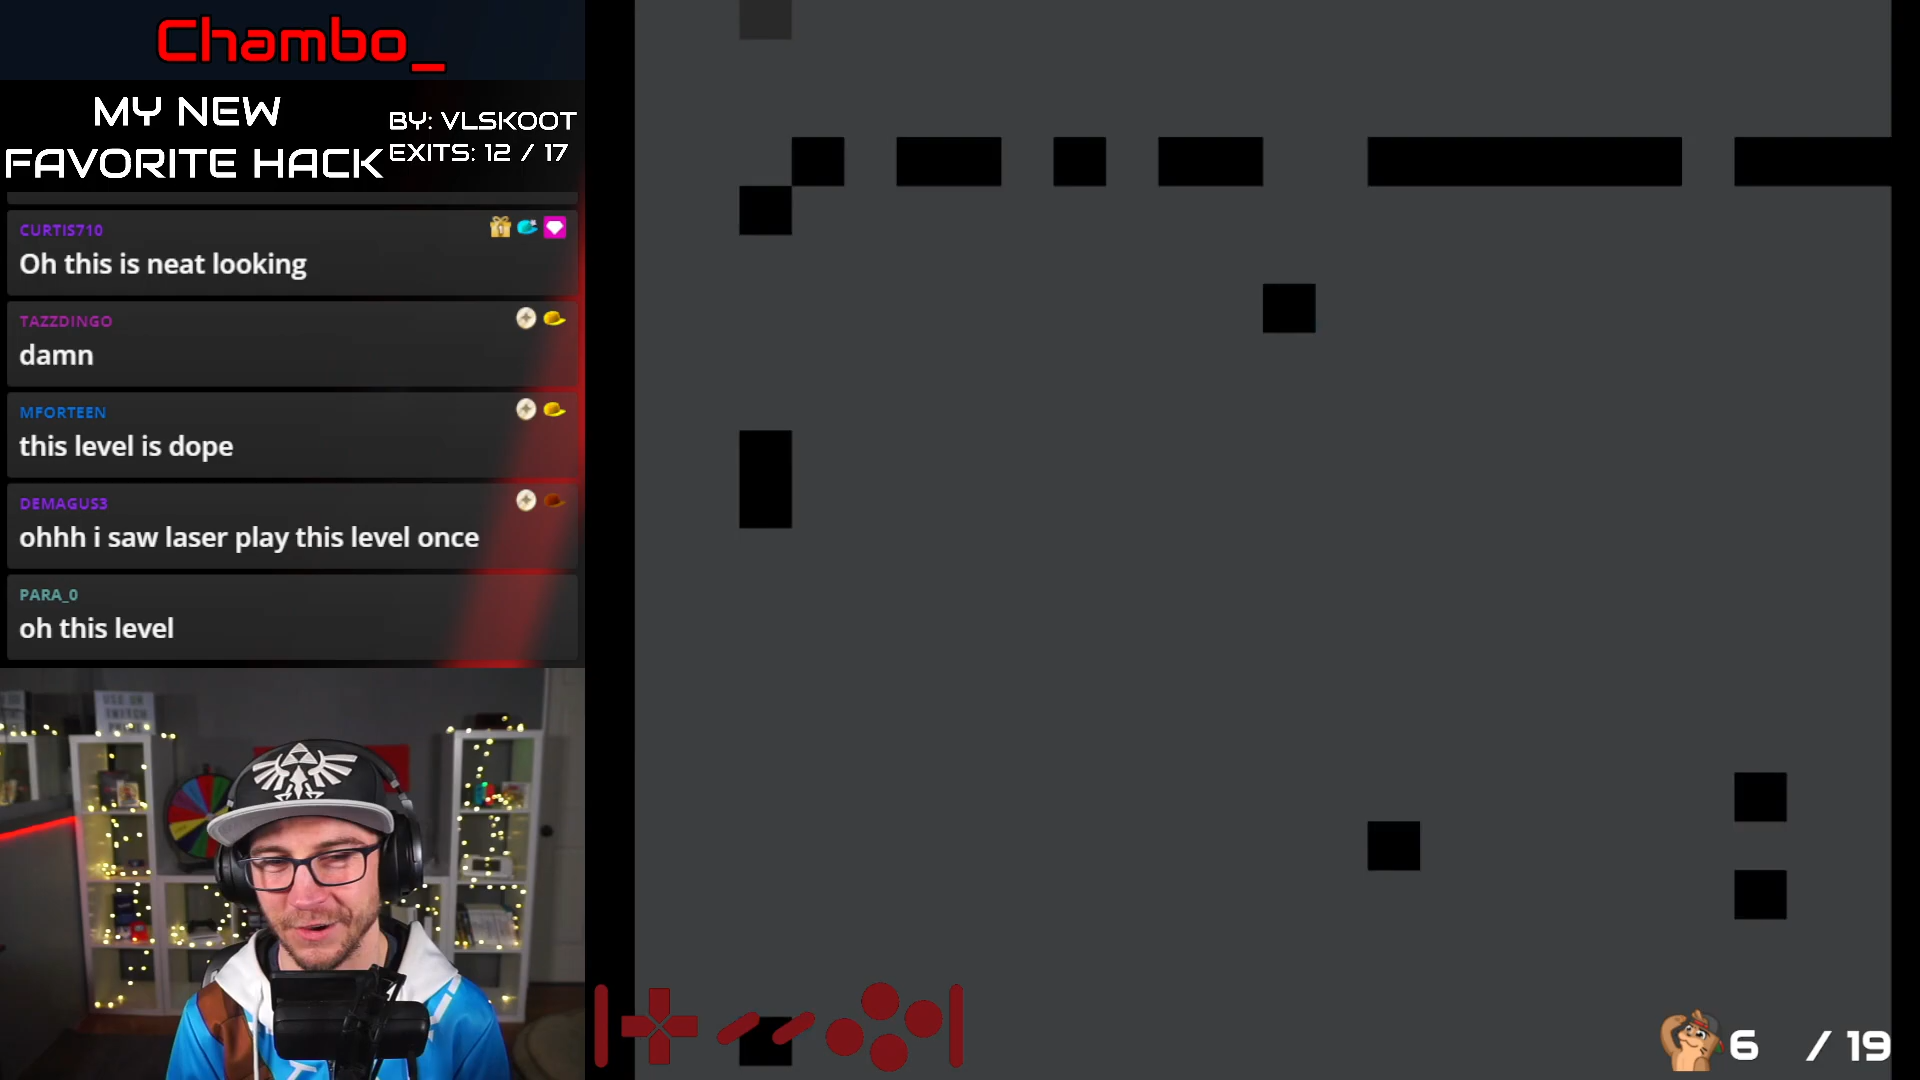 Chambo_
MY NEW
FAVORITE HACK
BY: VLSKOOT
EXITS: 12 / 17
CURTIS710
Oh this is neat looking
TAZZDINGO
damn
MFORTEEN
this level is dope
DEMAGUS3
ohhh i saw laser play this level once
PARA_0
oh this level
6 / 19